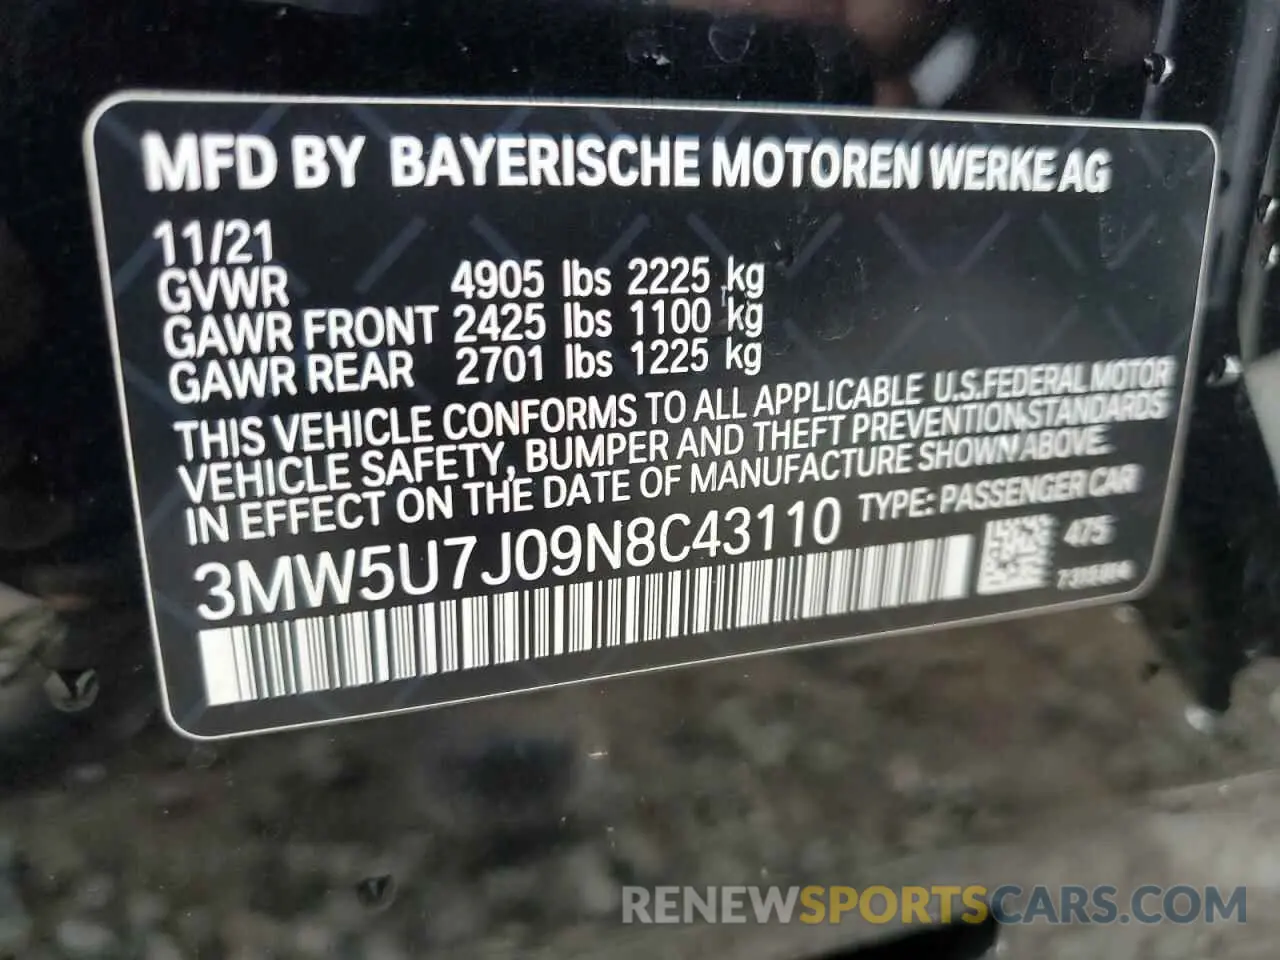 MFD BY BAYERISCHE MOTOREN WERKE AG
11/21
GVWR 4905 lbs 2225 kg
GAWR FRONT 2425 lbs 1100 kg
GAWR REAR 2701 lbs 1225 kg
THIS VEHICLE CONFORMS TO ALL APPLICABLE U.S.FEDERAL MOTOR
VEHICLE SAFETY, BUMPER AND THEFT PREVENTION STANDARDS
IN EFFECT ON THE DATE OF MANUFACTURE SHOWN ABOVE.
3MW5U7J09N8C43110 TYPE: PASSENGER CAR
475
RENEWSPORTSCARS.COM